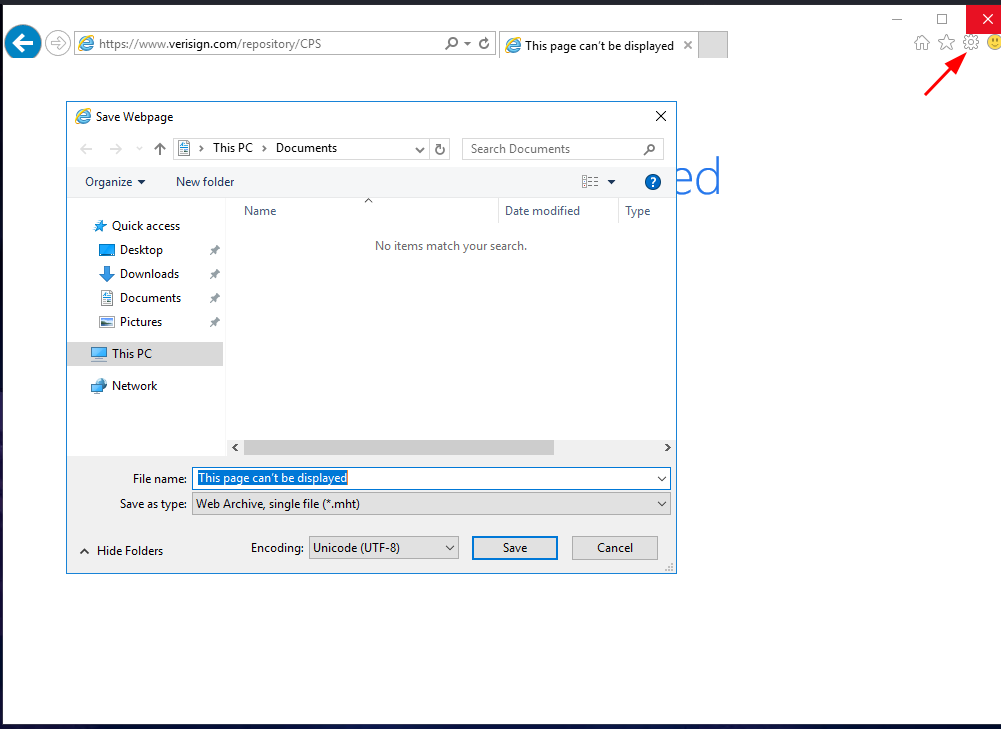 https://www.verisign.com/repository/CPS
This page can't be displayed
Save Webpage
This PC
Documents
Search Documents
Organize
New folder
?
ed
Name
Date modified
Type
No items match your search.
Quick access
Desktop
Downloads
Documents
Pictures
This PC
Network
File name:
This page can't be displayed
Save as type:
Web Archive, single file (*.mht)
Hide Folders
Encoding:
Unicode (UTF-8)
Save
Cancel